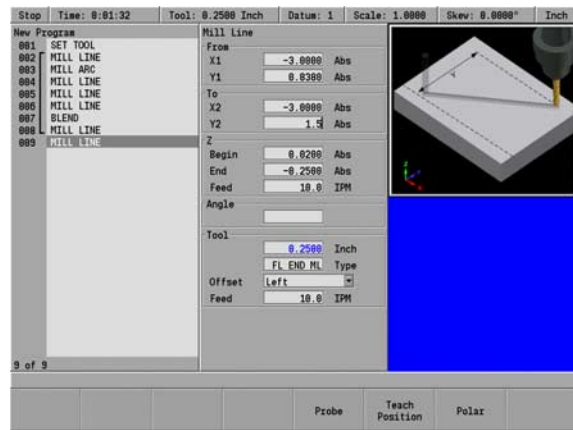 Stop Time: 0:01:32 Tool: 0.2500 Inch Datum: 1 Scale: 1.0000 Skew: 0.0000° Inch
New Program
001 SET TOOL
002 MILL LINE
003 MILL ARC
004 MILL LINE
005 MILL LINE
006 MILL LINE
007 BLEND
008 MILL LINE
009 MILL LINE
9 of 9
Mill Line
From
X1 -3.0000 Abs
Y1 0.8380 Abs
To
X2 -3.0000 Abs
Y2 1.5 Abs
Z
Begin 0.0200 Abs
End -0.2500 Abs
Feed 10.0 IPM
Angle
Tool
0.2500 Inch
FL END ML Type
Offset Left
Feed 10.0 IPM
Probe
Teach Position
Polar